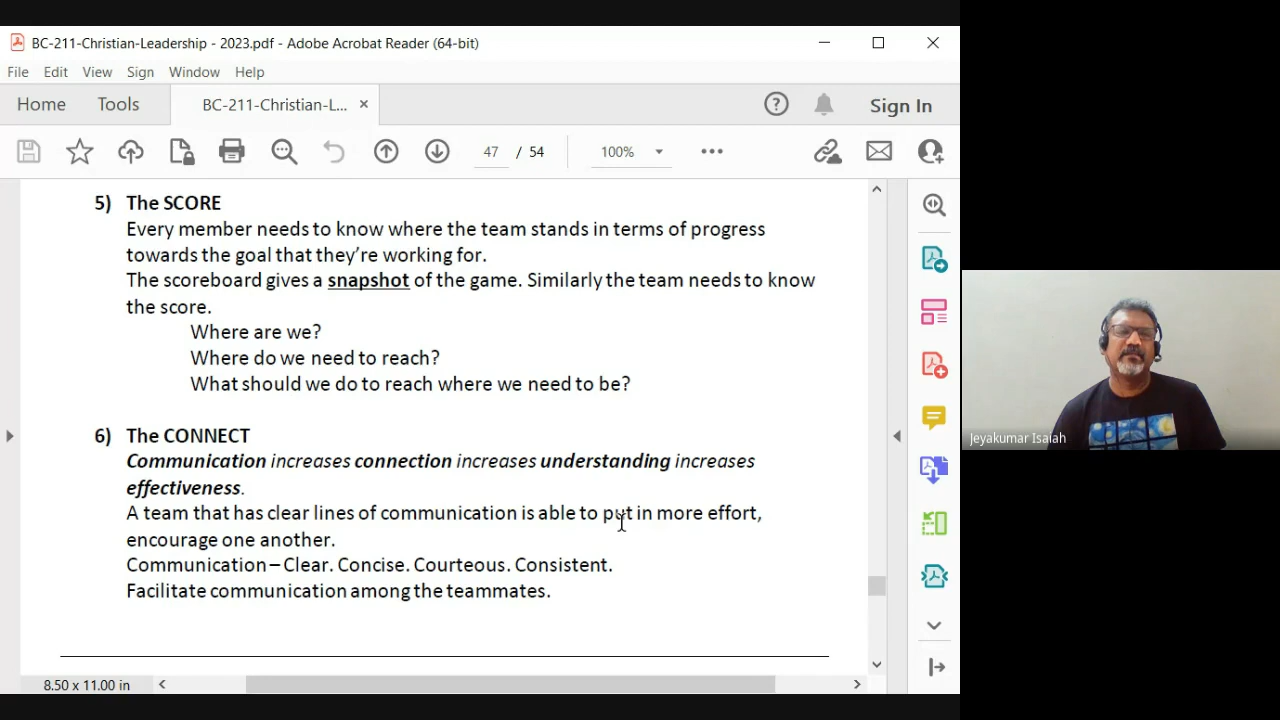 BC-211-Christian-Leadership - 2023.pdf - Adobe Acrobat Reader (64-bit)
File Edit View Sign Window Help
Home Tools BC-211-Christian-L... × Sign In
47 / 54 100%
5) The SCORE
Every member needs to know where the team stands in terms of progress
towards the goal that they’re working for.
The scoreboard gives a snapshot of the game. Similarly the team needs to know
the score.
Where are we?
Where do we need to reach?
What should we do to reach where we need to be?
6) The CONNECT
Communication increases connection increases understanding increases
effectiveness.
A team that has clear lines of communication is able to put in more effort,
encourage one another.
Communication – Clear. Concise. Courteous. Consistent.
Facilitate communication among the teammates.
8.50 x 11.00 in
Jeyakumar Isaiah